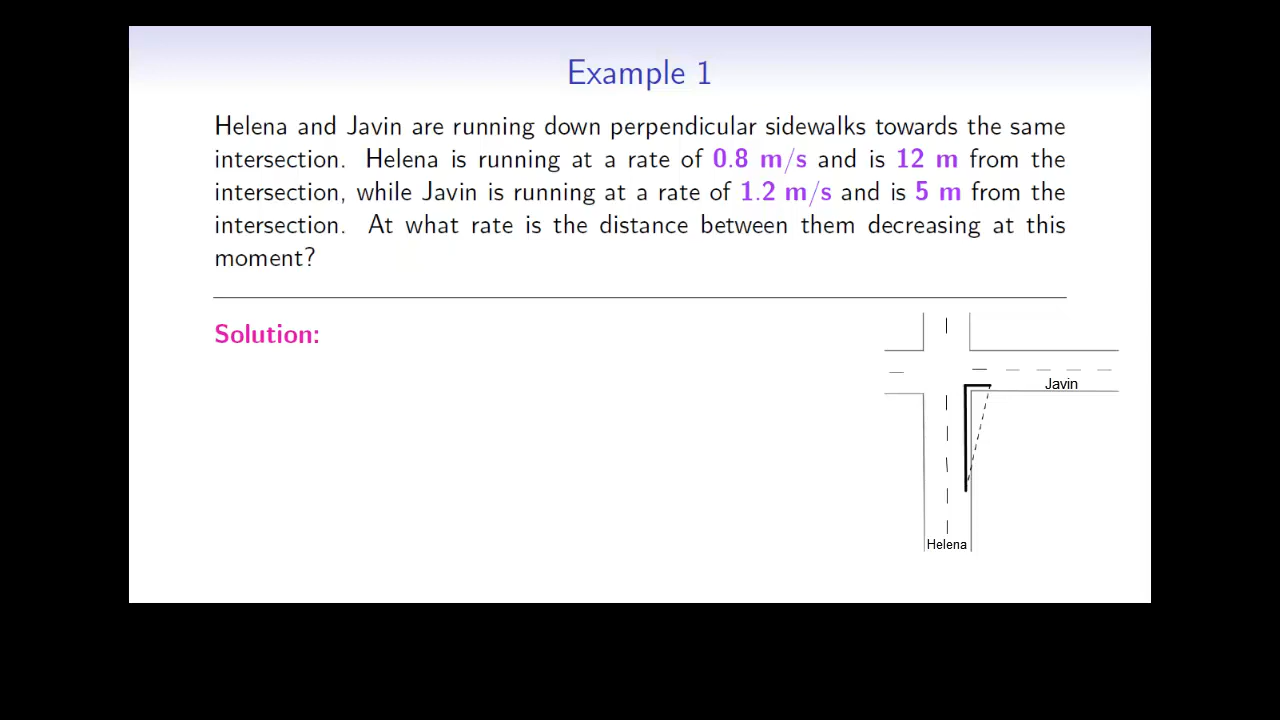 Example 1
Helena and Javin are running down perpendicular sidewalks towards the same
intersection. Helena is running at a rate of 0.8 m/s and is 12 m from the
intersection, while Javin is running at a rate of 1.2 m/s and is 5 m from the
intersection. At what rate is the distance between them decreasing at this
moment?
Solution:
Javin
Helena